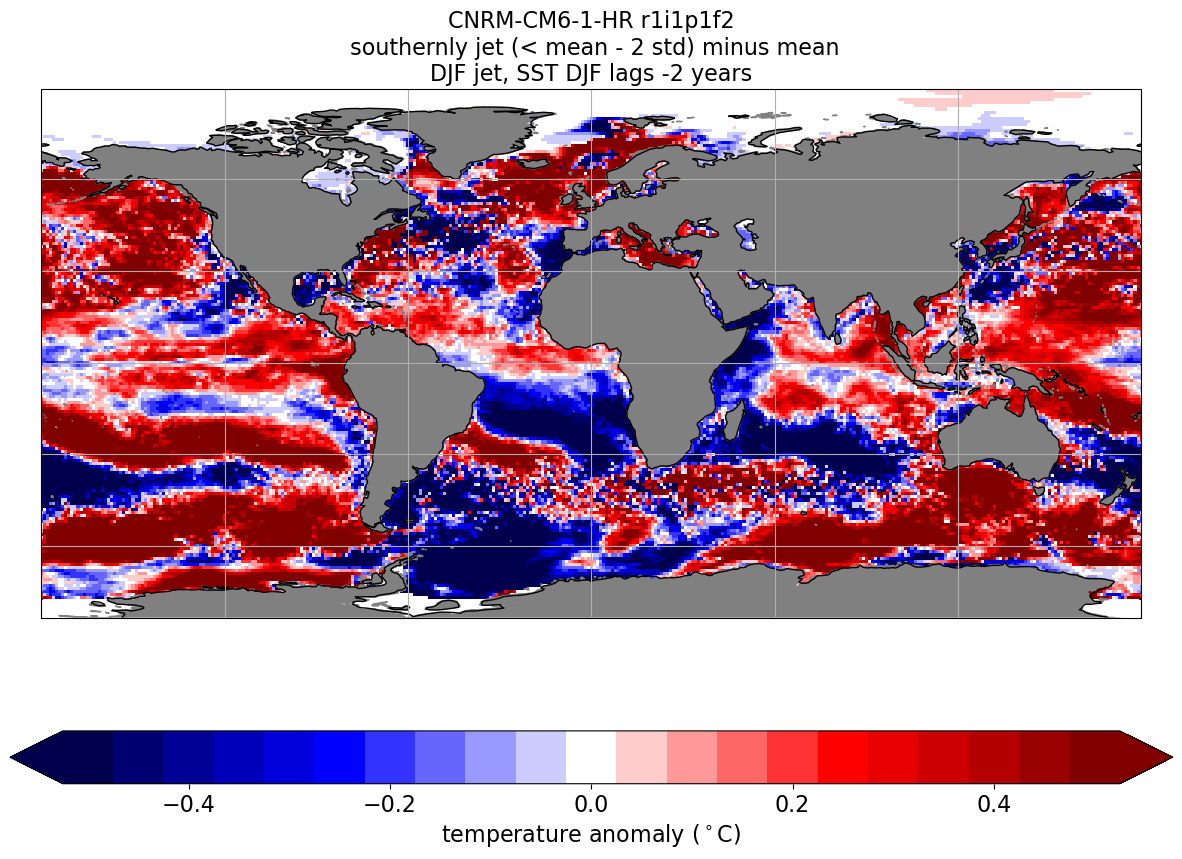 CNRM-CM6-1-HR r1i1p1f2
southernly jet (< mean - 2 std) minus mean
DJF jet, SST DJF lags -2 years
−0.4 −0.2 0.0 0.2 0.4
temperature anomaly (°C)